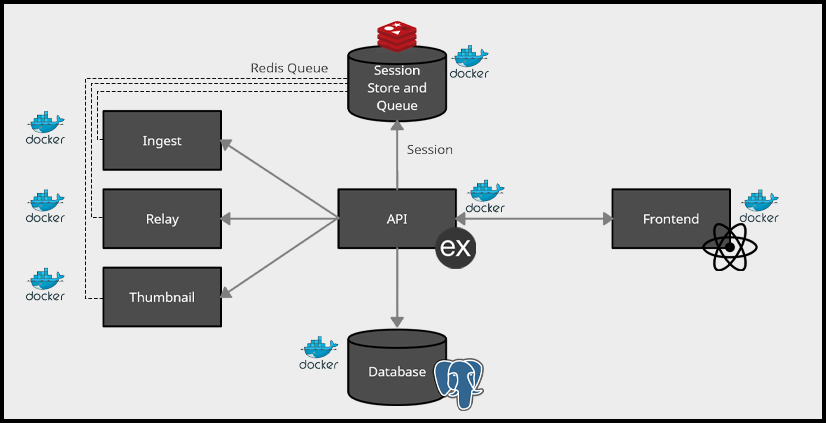 Redis Queue
Session
Store and
Queue
docker
docker
Ingest
Session
docker
Relay
API
docker
Frontend
docker
ex
docker
Thumbnail
docker
Database